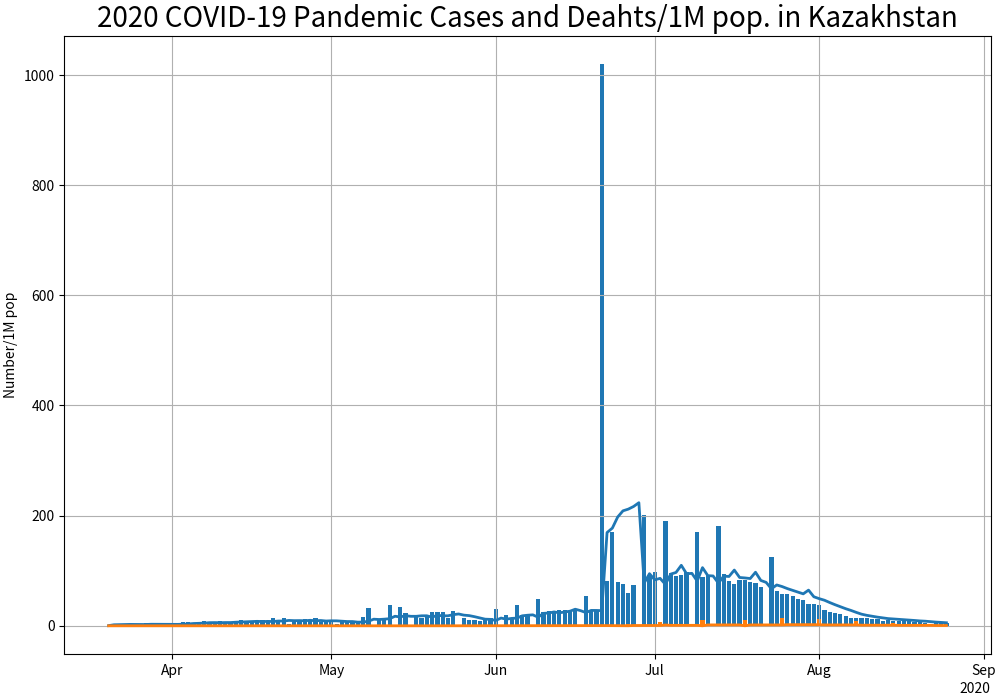 2020 COVID-19 Pandemic Cases and Deahts/1M pop. in Kazakhstan
1000
800
600
400
200
0
Number/1M pop
Apr May Jun Jul Aug Sep
2020